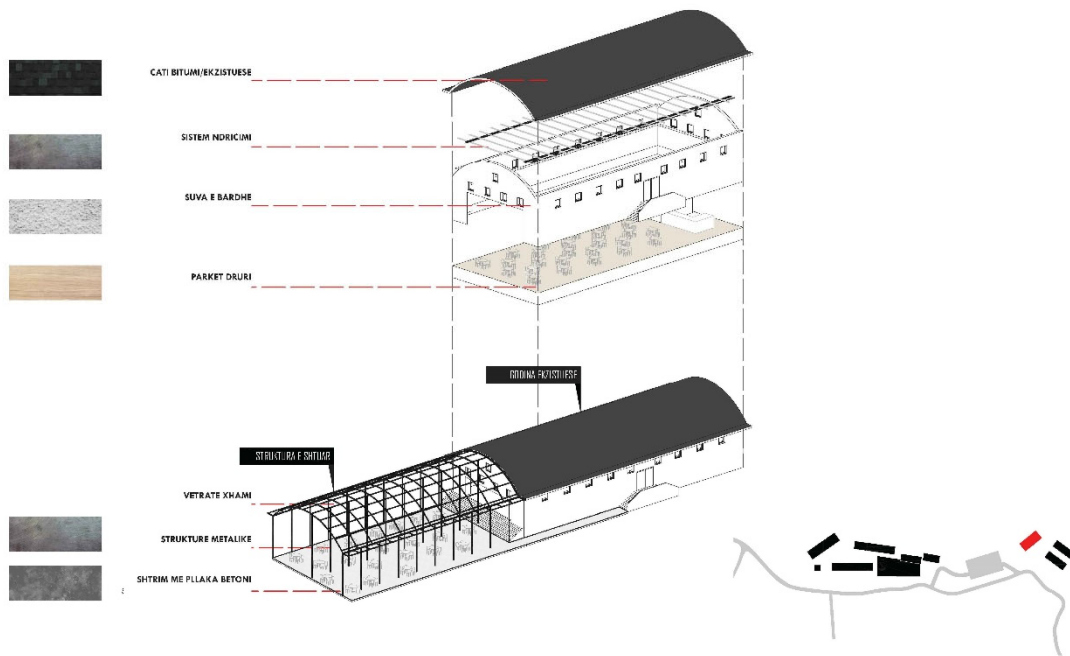 CATI BITUMI/EKZISTUESE
SISTEM NDRIÇIMI
SUVA E BARDHE
PARKET DRURI
GODINA EKZISTUESE
STRUKTURA E SHTUAR
VETRATE XHAMI
STRUKTURE METALIKE
SHTRIM ME PLLAKA BETONI